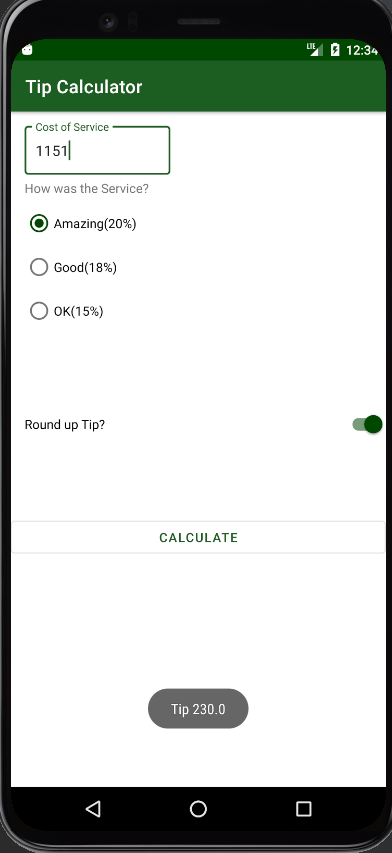 LTE 12:34
Tip Calculator
Cost of Service
1151
How was the Service?
Amazing(20%)
Good(18%)
OK(15%)
Round up Tip?
CALCULATE
Tip 230.0